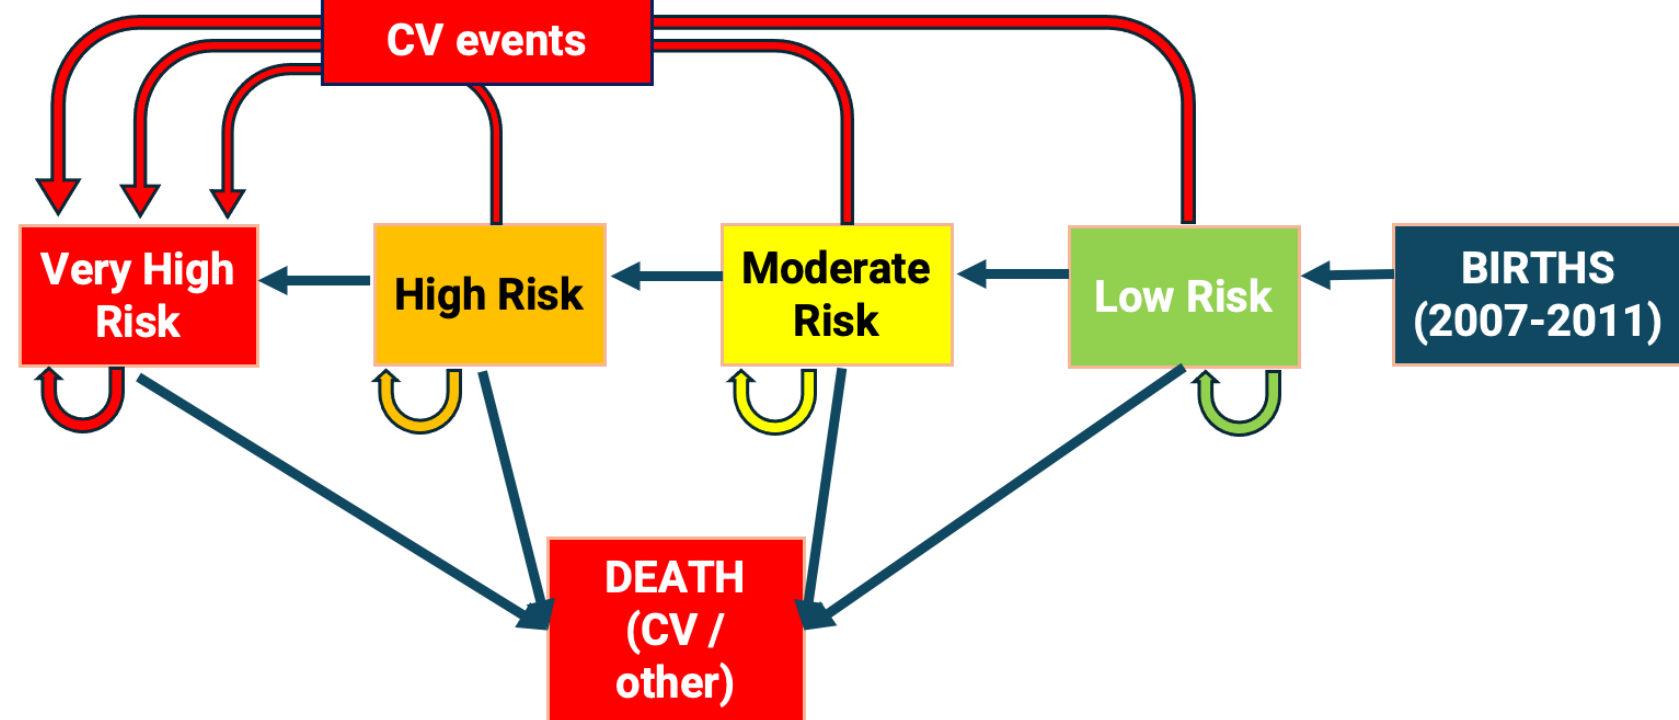 CV events
Very High
Risk
High Risk
Moderate
Risk
Low Risk
BIRTHS
(2007-2011)
DEATH
(CV /
other)